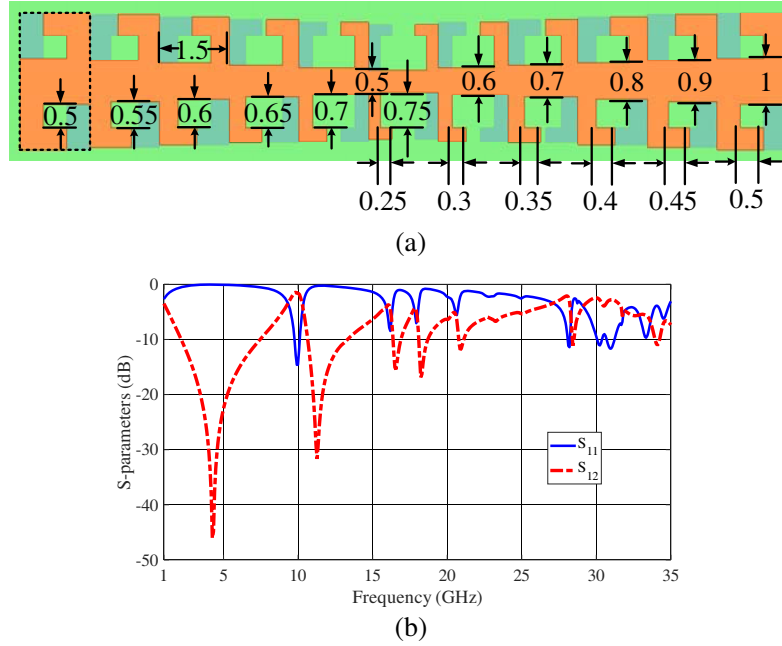 1.5
0.5 0.6 0.7 0.8 0.9 1
0.5 0.55 0.6 0.65 0.7 0.75
0.25 0.3 0.35 0.4 0.45 0.5
(a)
0
-10
-20
-30
-40
-50
S-parameters (dB)
S11
S12
1 5 10 15 20 25 30 35
Frequency (GHz)
(b)